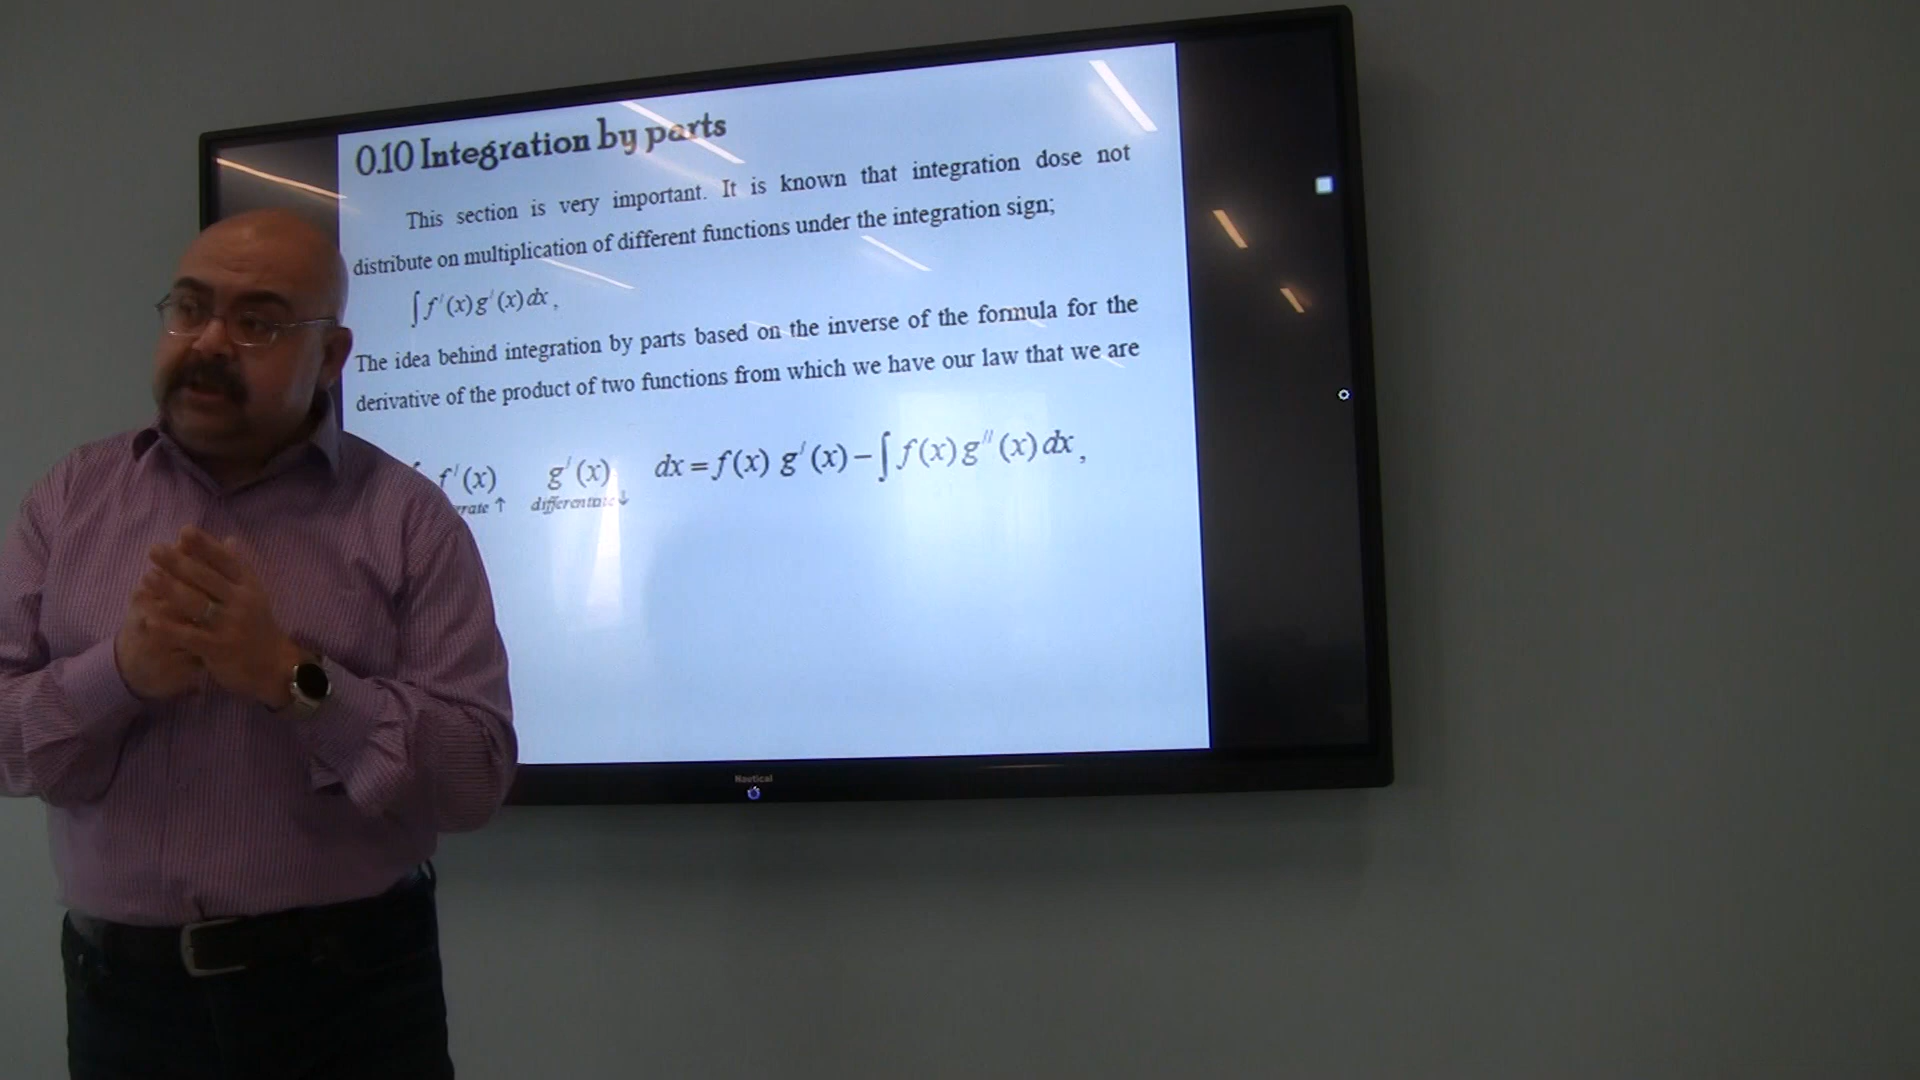 0.10 Integration by parts
This section is very important. It is known that integration dose not
distribute on multiplication of different functions under the integration sign;
∫ f′(x) g′(x) dx,
The idea behind integration by parts based on the inverse of the formula for the
derivative of the product of two functions from which we have our law that we are
f′(x) g′(x) dx = f(x) g′(x) − ∫ f(x) g″(x) dx,
↑ differentiate ↓
Nautical